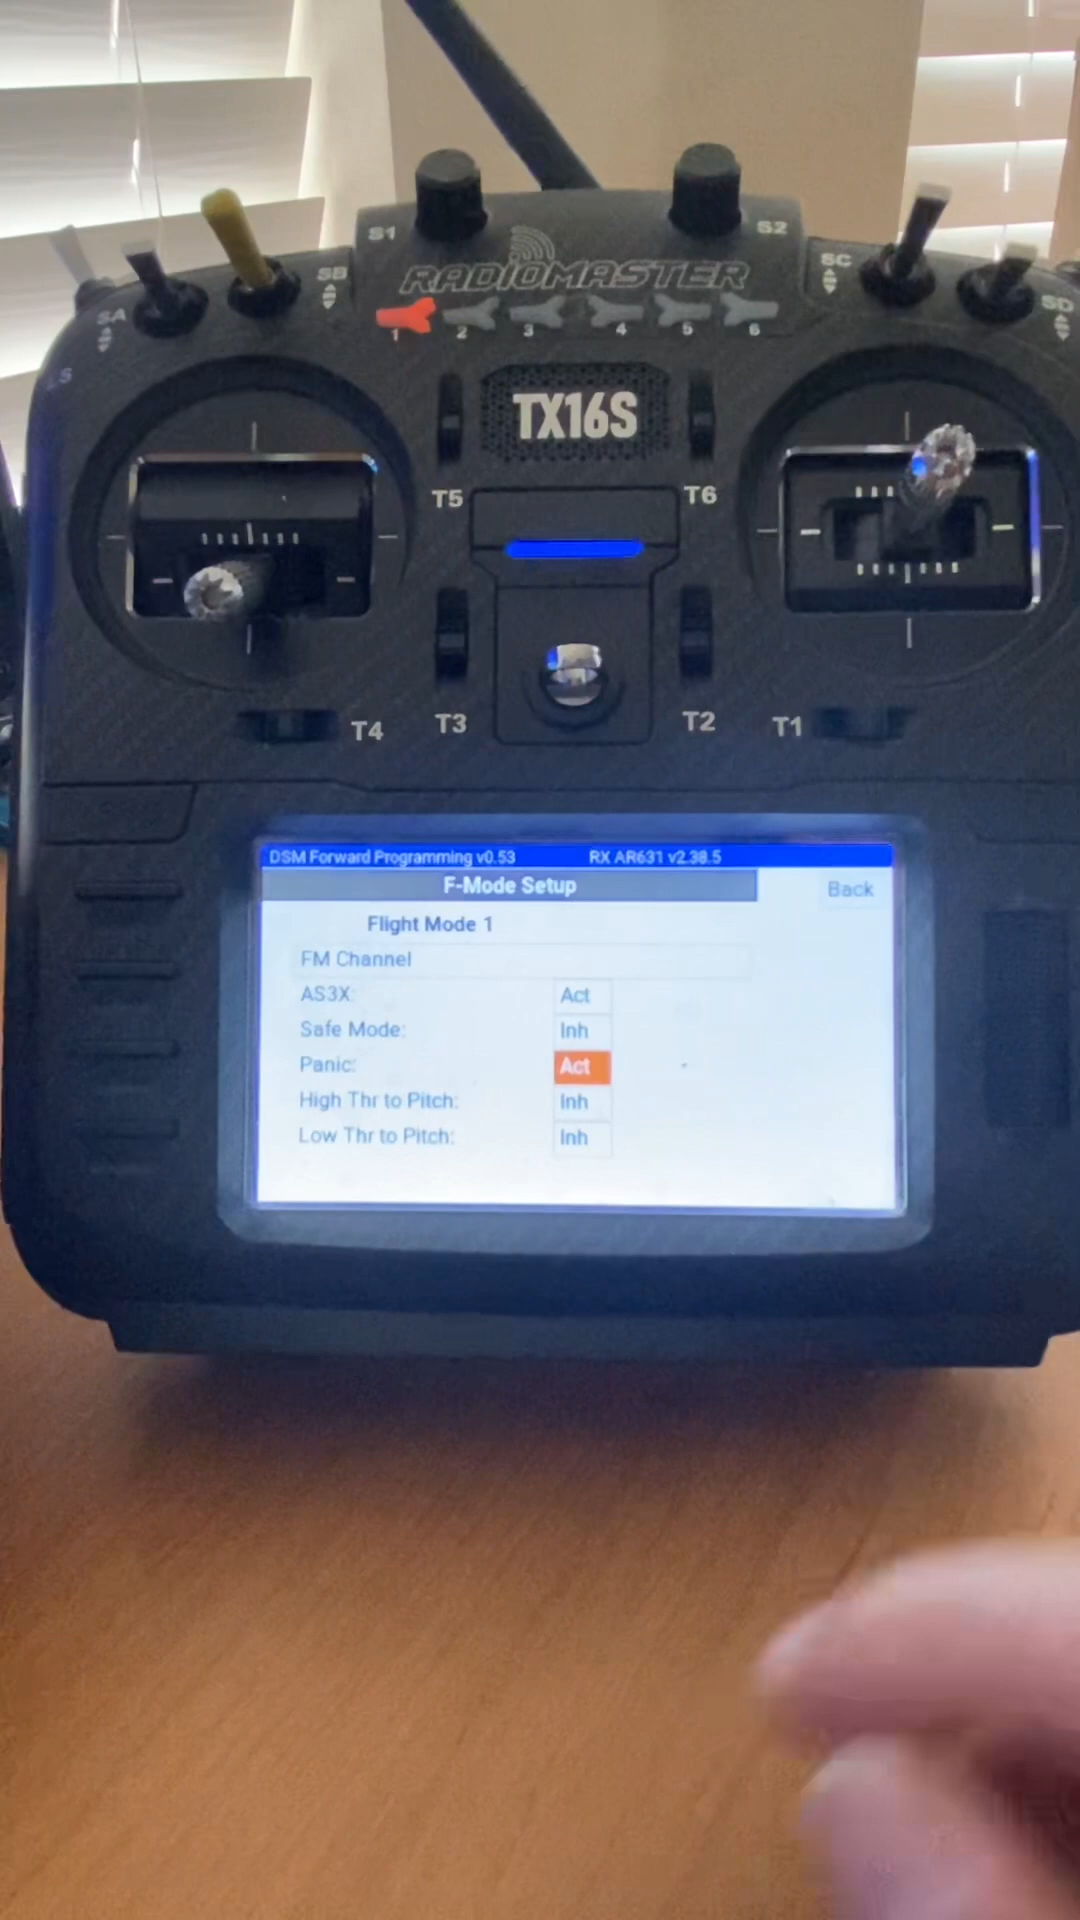 S1
S2
SB
SC
RADIOMASTER
SA
SD
1 2 3 4 5 6
LS
TX16S
T5
T6
T4
T3
T2
T1
DSM Forward Programming v0.53 RX AR631 v2.38.5
F-Mode Setup
Back
Flight Mode 1
FM Channel
AS3X: Act
Safe Mode: Inh
Panic: Act
High Thr to Pitch: Inh
Low Thr to Pitch: Inh